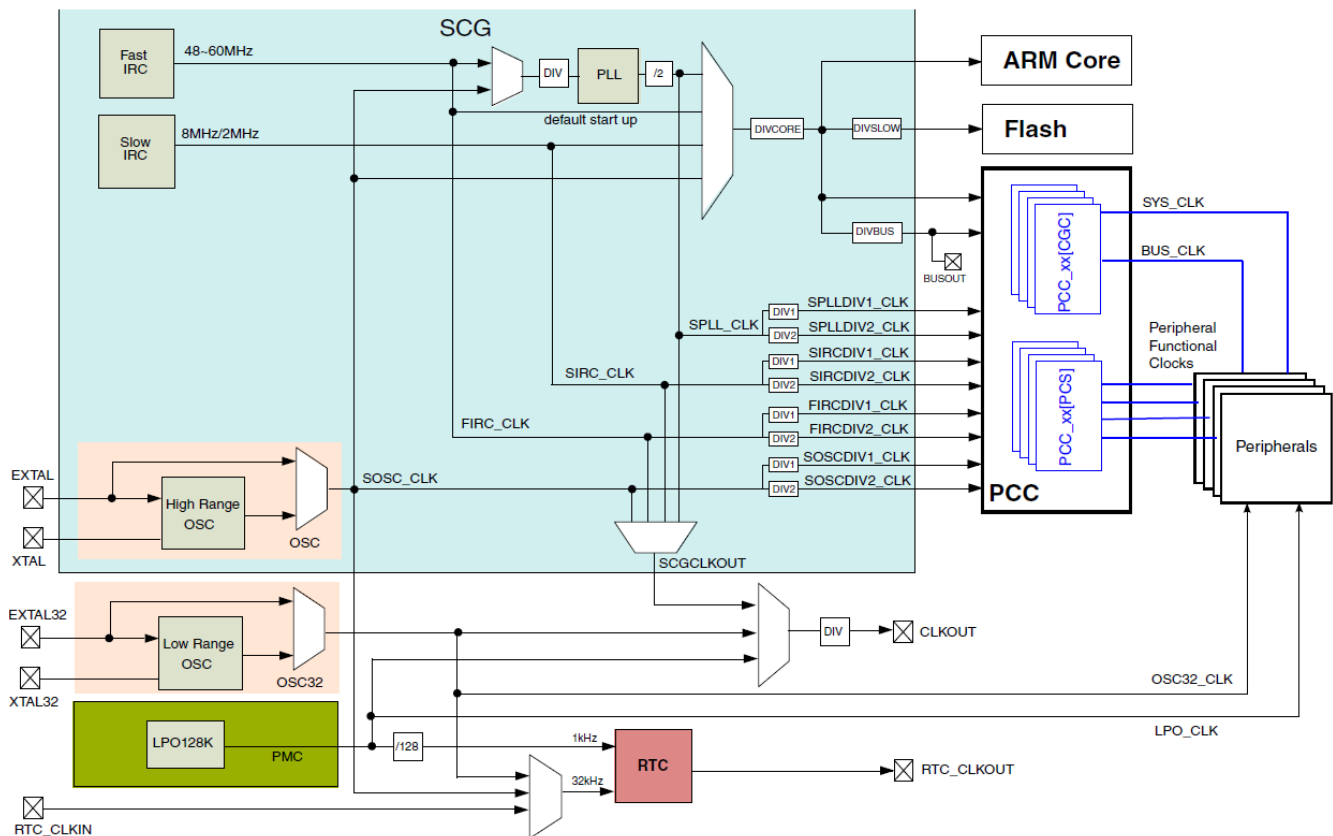 SCG
Fast
IRC
48~60MHz
DIV
PLL
/2
default start up
Slow
IRC
8MHz/2MHz
DIVCORE
DIVSLOW
DIVBUS
BUSOUT
ARM Core
Flash
PCC_xx[CGC]
SYS_CLK
BUS_CLK
SPLL_CLK
DIV1
SPLLDIV1_CLK
DIV2
SPLLDIV2_CLK
SIRC_CLK
DIV1
SIRCDIV1_CLK
DIV2
SIRCDIV2_CLK
FIRC_CLK
DIV1
FIRCDIV1_CLK
DIV2
FIRCDIV2_CLK
SOSC_CLK
DIV1
SOSCDIV1_CLK
DIV2
SOSCDIV2_CLK
PCC_xx[PCS]
PCC
Peripheral
Functional
Clocks
Peripherals
EXTAL
High Range
OSC
OSC
XTAL
SCGCLKOUT
EXTAL32
Low Range
OSC
OSC32
XTAL32
DIV
CLKOUT
OSC32_CLK
LPO_CLK
LPO128K
PMC
/128
1kHz
RTC
32kHz
RTC_CLKOUT
RTC_CLKIN